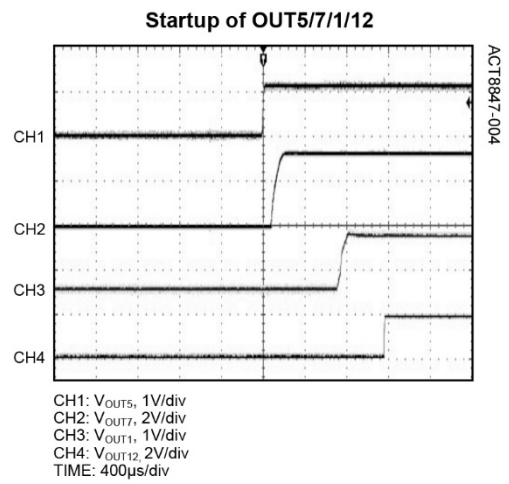 Startup of OUT5/7/1/12
ACT8847-004
CH1
CH2
CH3
CH4
CH1: VOUT5, 1V/div
CH2: VOUT7, 2V/div
CH3: VOUT1, 1V/div
CH4: VOUT12, 2V/div
TIME: 400µs/div